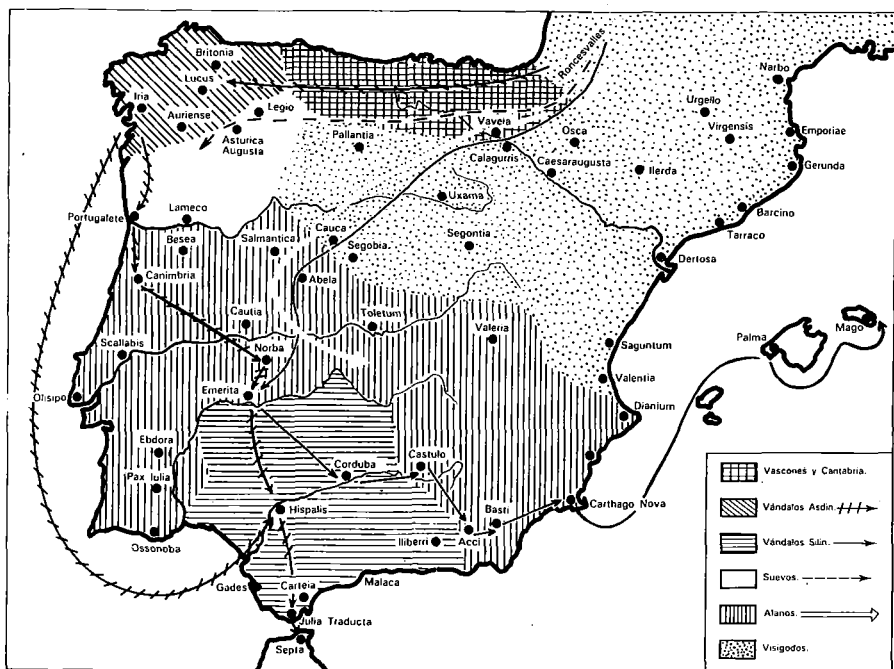 Britonia
Lucus
Iria
Auriense
Legio
Asturica
Augusta
Roncesvalles
Vaveia
Pallantia
Calagurris
Osca
Caesaraugusta
Ilerda
Urgello
Virgensis
Narbo
Emporiae
Gerunda
Barcino
Tarraco
Dertosa
Uxama
Portugalete
Lameco
Besea
Salmantica
Cauca
Segobia
Segontia
Canimbria
Abela
Cautia
Toletum
Valeria
Scallabis
Norba
Saguntum
Palma
Mago
Olisipo
Emerita
Valentia
Dianium
Ebdora
Corduba
Castulo
Pax Iulia
Hispalis
Basti
Carthago Nova
Ossonoba
Iliberri
Acci
Gades
Carteia
Malaca
Julia Traducta
Septa
Vascones y Cantabria.
Vándalos Asdin.
Vándalos Silin.
Suevos.
Alanos.
Visigodos.